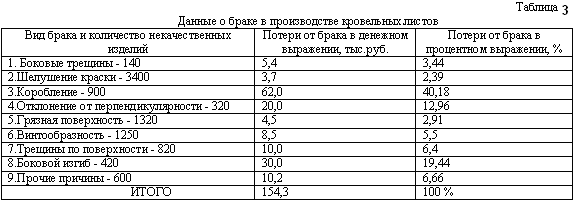 Таблица 3
Данные о браке в производстве кровельных листов
Вид брака и количество некачественных изделий Потери от брака в денежном выражении, тыс.руб. Потери от брака в процентном выражении, %
1. Боковые трещины - 140 5,4 3,44
2.Шелушение краски - 3400 3,7 2,39
3.Коробление - 900 62,0 40,18
4.Отклонение от перпендикулярности - 320 20,0 12,96
5.Грязная поверхность - 1320 4,5 2,91
6.Винтообразность - 1250 8,5 5,5
7.Трещины по поверхности - 820 10,0 6,4
8.Боковой изгиб - 420 30,0 19,44
9.Прочие причины - 600 10,2 6,66
ИТОГО 154,3 100 %